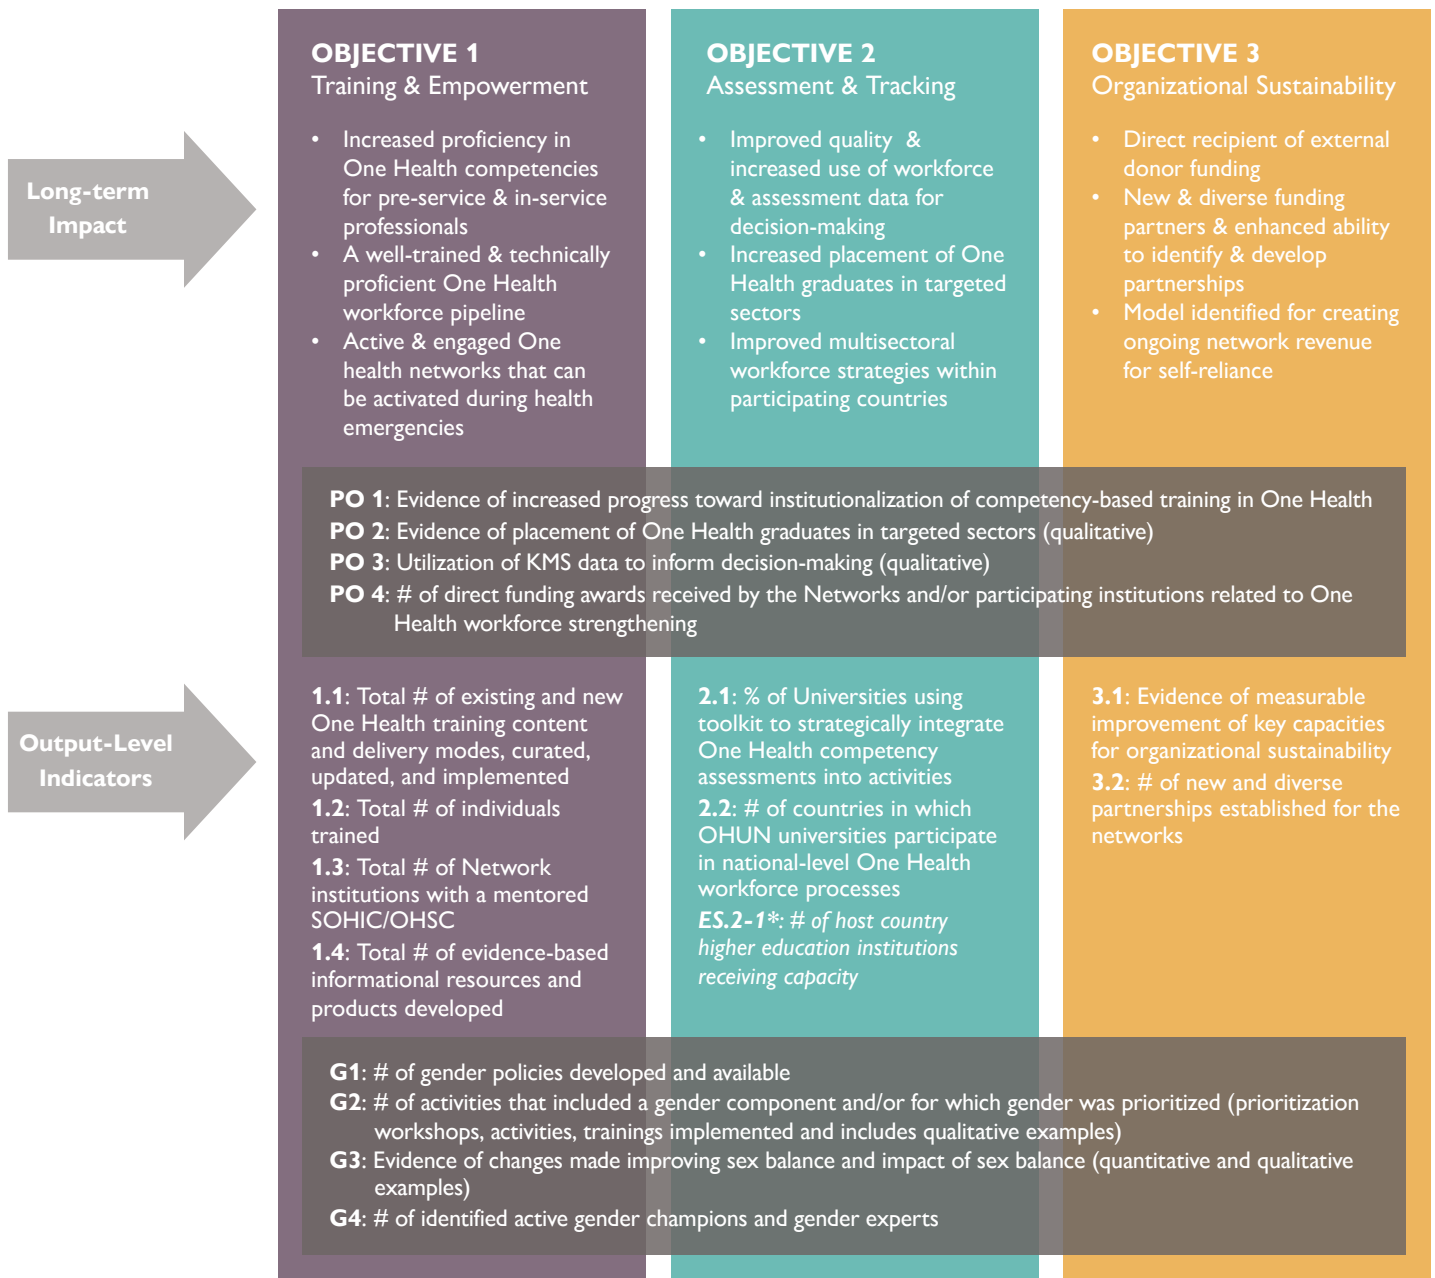 OBJECTIVE 1
Training & Empowerment
• Increased proficiency in
One Health competencies
for pre-service & in-service
professionals
• A well-trained & technically
proficient One Health
workforce pipeline
• Active & engaged One
health networks that can
be activated during health
emergencies
OBJECTIVE 2
Assessment & Tracking
• Improved quality & 
increased use of workforce
& assessment data for
decision-making
• Increased placement of One
Health graduates in targeted
sectors
• Improved multisectoral
workforce strategies within
participating countries
OBJECTIVE 3
Organizational Sustainability
• Direct recipient of external
donor funding
• New & diverse funding
partners & enhanced ability
to identify & develop
partnerships
• Model identified for creating
ongoing network revenue
for self-reliance
Long-term
Impact
PO 1: Evidence of increased progress toward institutionalization of competency-based training in One Health
PO 2: Evidence of placement of One Health graduates in targeted sectors (qualitative)
PO 3: Utilization of KMS data to inform decision-making (qualitative)
PO 4: # of direct funding awards received by the Networks and/or participating institutions related to One
Health workforce strengthening
Output-Level
Indicators
1.1: Total # of existing and new
One Health training content
and delivery modes, curated,
updated, and implemented
1.2: Total # of individuals
trained
1.3: Total # of Network
institutions with a mentored
SOHIC/OHSC
1.4: Total # of evidence-based
informational resources and
products developed
2.1: % of Universities using
toolkit to strategically integrate
One Health competency
assessments into activities
2.2: # of countries in which
OHUN universities participate
in national-level One Health
workforce processes
ES.2-1*: # of host country
higher education institutions
receiving capacity
3.1: Evidence of measurable
improvement of key capacities
for organizational sustainability
3.2: # of new and diverse
partnerships established for the
networks
G1: # of gender policies developed and available
G2: # of activities that included a gender component and/or for which gender was prioritized (prioritization
workshops, activities, trainings implemented and includes qualitative examples)
G3: Evidence of changes made improving sex balance and impact of sex balance (quantitative and qualitative
examples)
G4: # of identified active gender champions and gender experts